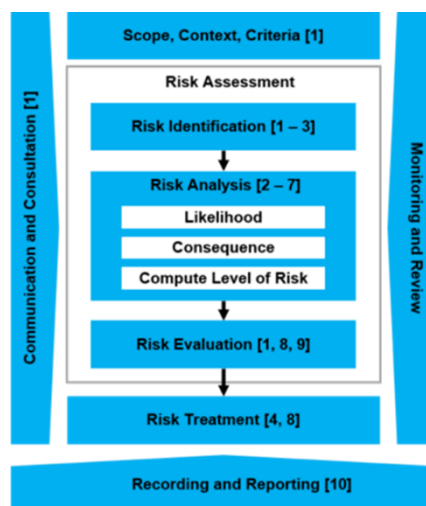 Scope, Context, Criteria [1]
Communication and Consultation [1]
Risk Assessment
Risk Identification [1 – 3]
Risk Analysis [2 – 7]
Likelihood
Consequence
Compute Level of Risk
Risk Evaluation [1, 8, 9]
Risk Treatment [4, 8]
Monitoring and Review
Recording and Reporting [10]